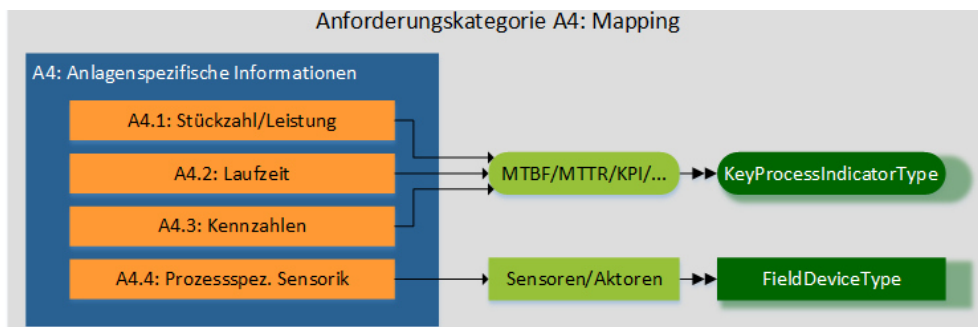 Anforderungskategorie A4: Mapping
A4: Anlagenspezifische Informationen
A4.1: Stückzahl/Leistung
A4.2: Laufzeit
MTBF/MTTR/KPI/...
KeyProcessIndicatorType
A4.3: Kennzahlen
A4.4: Prozessspez. Sensorik
Sensoren/Aktoren
FieldDeviceType